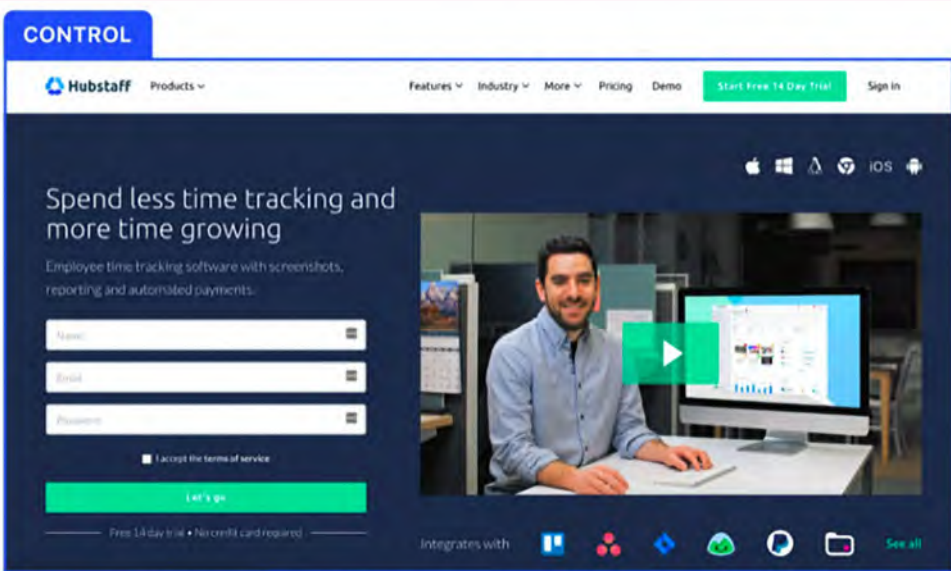 CONTROL
Hubstaff Products Features Industry More Pricing Demo Start Free 14 Day Trial Sign in
iOS
Spend less time tracking and
more time growing
Employee time tracking software with screenshots,
reporting and automated payments.
Name
Email
Password
I accept the terms of service
Let's go
Free 14 day trial • No credit card required
Integrates with See all